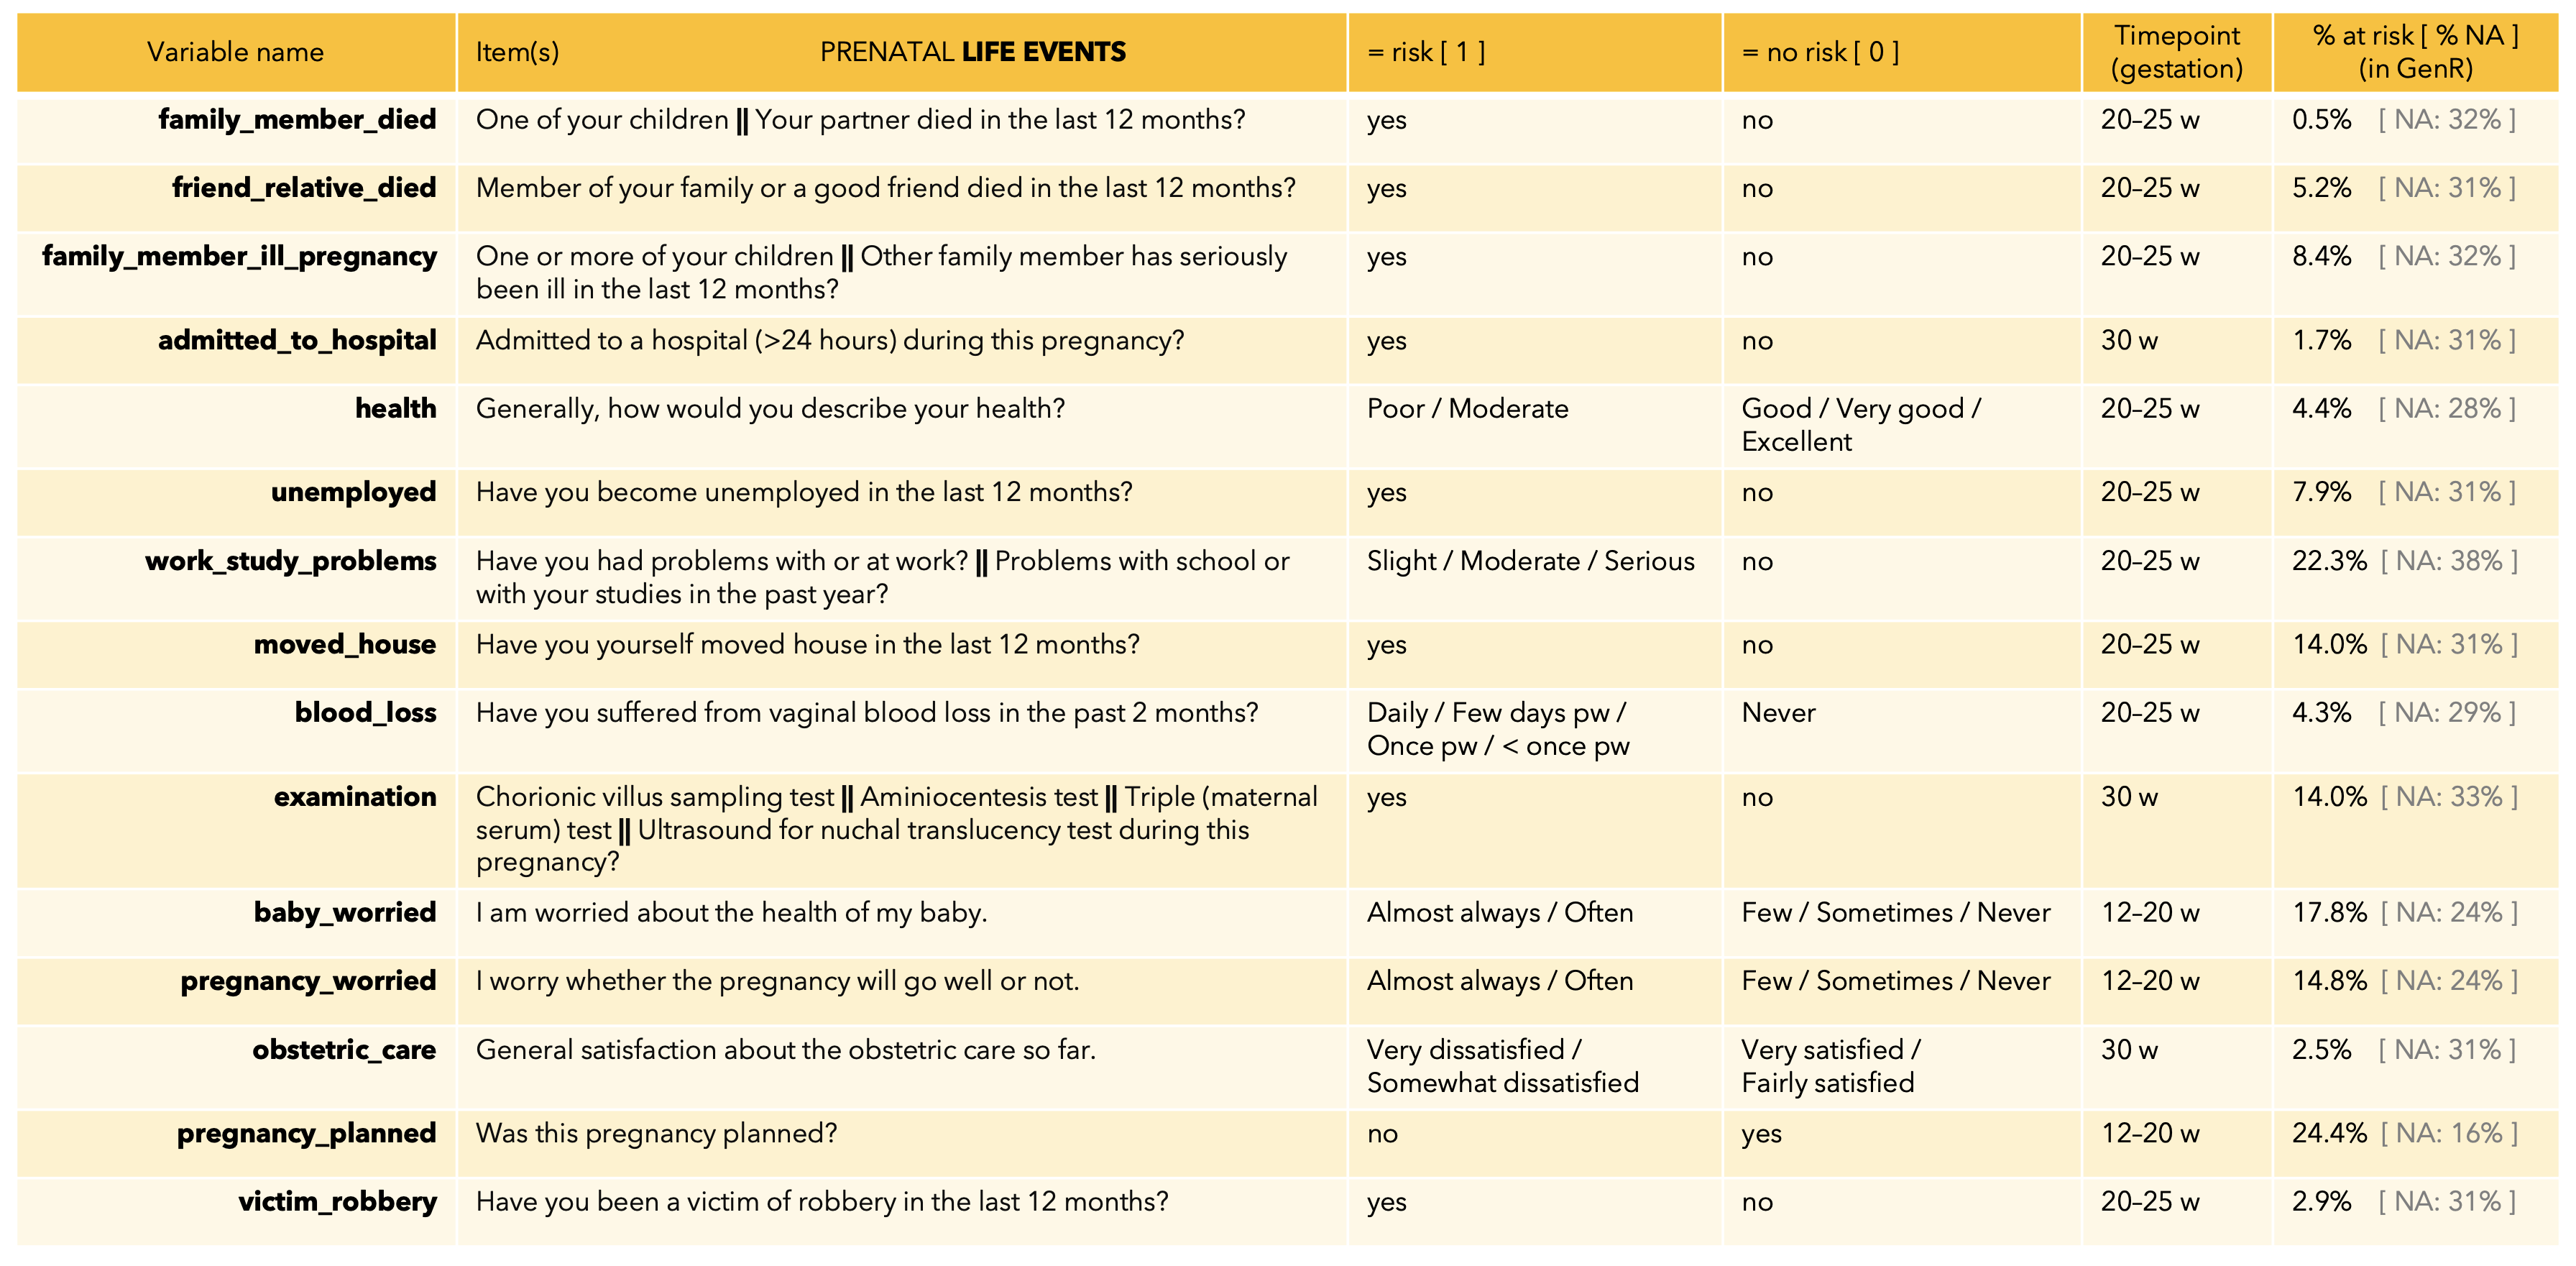 Variable name Item(s) PRENATAL LIFE EVENTS = risk [ 1 ] = no risk [ 0 ] Timepoint (gestation) % at risk [ % NA ] (in GenR)
family_member_died One of your children || Your partner died in the last 12 months? yes no 20–25 w 0.5% [ NA: 32% ]
friend_relative_died Member of your family or a good friend died in the last 12 months? yes no 20–25 w 5.2% [ NA: 31% ]
family_member_ill_pregnancy One or more of your children || Other family member has seriously yes no 20–25 w 8.4% [ NA: 32% ]
been ill in the last 12 months?
admitted_to_hospital Admitted to a hospital (>24 hours) during this pregnancy? yes no 30 w 1.7% [ NA: 31% ]
health Generally, how would you describe your health? Poor / Moderate Good / Very good / 20–25 w 4.4% [ NA: 28% ]
Excellent
unemployed Have you become unemployed in the last 12 months? yes no 20–25 w 7.9% [ NA: 31% ]
work_study_problems Have you had problems with or at work? || Problems with school or Slight / Moderate / Serious no 20–25 w 22.3% [ NA: 38% ]
with your studies in the past year?
moved_house Have you yourself moved house in the last 12 months? yes no 20–25 w 14.0% [ NA: 31% ]
blood_loss Have you suffered from vaginal blood loss in the past 2 months? Daily / Few days pw / Never 20–25 w 4.3% [ NA: 29% ]
Once pw / < once pw
examination Chorionic villus sampling test || Aminiocentesis test || Triple (maternal yes no 30 w 14.0% [ NA: 33% ]
serum) test || Ultrasound for nuchal translucency test during this
pregnancy?
baby_worried I am worried about the health of my baby. Almost always / Often Few / Sometimes / Never 12–20 w 17.8% [ NA: 24% ]
pregnancy_worried I worry whether the pregnancy will go well or not. Almost always / Often Few / Sometimes / Never 12–20 w 14.8% [ NA: 24% ]
obstetric_care General satisfaction about the obstetric care so far. Very dissatisfied / Very satisfied / 30 w 2.5% [ NA: 31% ]
Somewhat dissatisfied Fairly satisfied
pregnancy_planned Was this pregnancy planned? no yes 12–20 w 24.4% [ NA: 16% ]
victim_robbery Have you been a victim of robbery in the last 12 months? yes no 20–25 w 2.9% [ NA: 31% ]